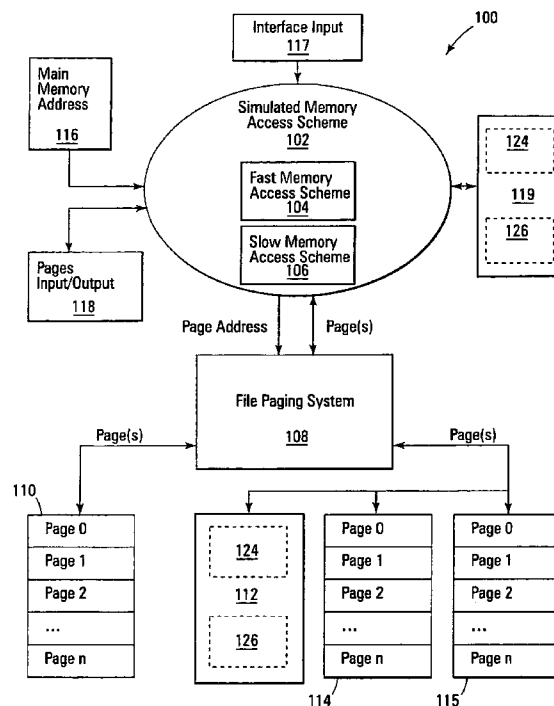 Interface Input
117
100
Main
Memory
Address
116
Simulated Memory
Access Scheme
102
Fast Memory
Access Scheme
104
Slow Memory
Access Scheme
106
124
119
126
Pages
Input/Output
118
Page Address
Page(s)
File Paging System
108
Page(s)
Page(s)
110
Page 0
Page 1
Page 2
...
Page n
124
112
126
Page 0
Page 1
Page 2
...
Page n
114
Page 0
Page 1
Page 2
...
Page n
115